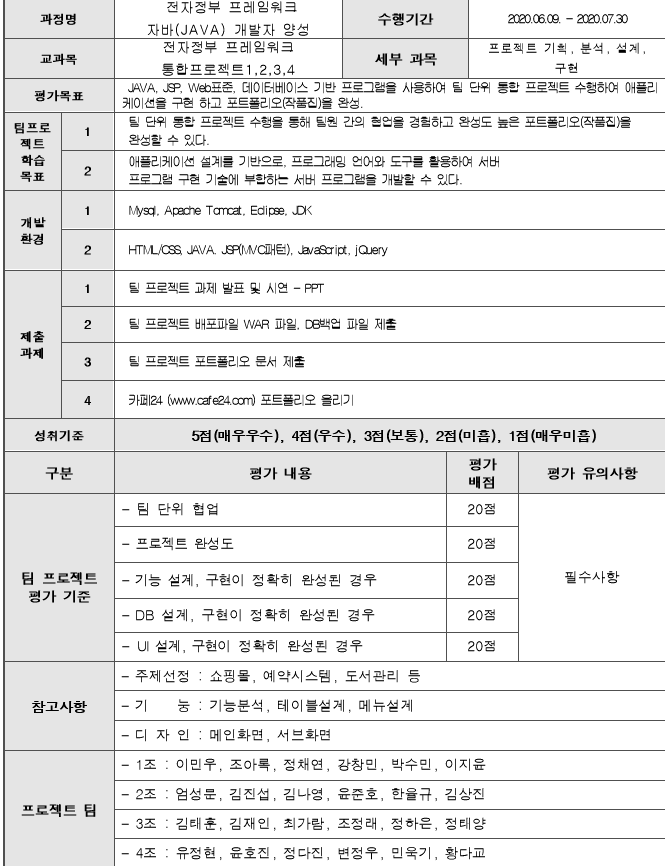 과정명
전자정부 프레임워크
자바(JAVA) 개발자 양성
수행기간
2020.06.09. - 2020.07.30
교과목
전자정부 프레임워크
통합프로젝트1,2,3,4
세부 과목
프로젝트 기획, 분석, 설계,
구현
평가목표
JAVA, JSP, Web표준, 데이터베이스 기반 프로그램을 사용하여 팀 단위 통합 프로젝트 수행하여 애플리
케이션을 구현 하고 포트폴리오(작품집)을 완성.
팀프로
젝트
학습
목표
1
팀 단위 통합 프로젝트 수행을 통해 팀원 간의 협업을 경험하고 완성도 높은 포트폴리오(작품집)을
완성할 수 있다.
2
애플리케이션 설계를 기반으로, 프로그래밍 언어와 도구를 활용하여 서버
프로그램 구현 기술에 부합하는 서버 프로그램을 개발할 수 있다.
개발
환경
1
Mysql, Apache Tomcat, Eclipse, JDK
2
HTML/CSS, JAVA. JSP(MVC패턴), JavaScript, jQuery
제출
과제
1
팀 프로젝트 과제 발표 및 시연 - PPT
2
팀 프로젝트 배포파일 WAR 파일, DB백업 파일 제출
3
팀 프로젝트 포트폴리오 문서 제출
4
카페24 (www.cafe24.com) 포트폴리오 올리기
성취기준
5점(매우우수), 4점(우수), 3점(보통), 2점(미흡), 1점(매우미흡)
구분
평가 내용
평가
배점
평가 유의사항
팀 프로젝트
평가 기준
- 팀 단위 협업
20점
- 프로젝트 완성도
20점
- 기능 설계, 구현이 정확히 완성된 경우
20점
- DB 설계, 구현이 정확히 완성된 경우
20점
- UI 설계, 구현이 정확히 완성된 경우
20점
필수사항
참고사항
- 주제선정 : 쇼핑몰, 예약시스템, 도서관리 등
- 기 능 : 기능분석, 테이블설계, 메뉴설계
- 디 자 인 : 메인화면, 서브화면
프로젝트 팀
- 1조 : 이민우, 조아록, 정채연, 강창민, 박수민, 이지윤
- 2조 : 엄성문, 김진섭, 김나영, 윤준호, 한율규, 김상진
- 3조 : 김태훈, 김재인, 최가람, 조정래, 정하은, 정태양
- 4조 : 유정현, 윤호진, 정다진, 변정우, 민욱기, 황다교